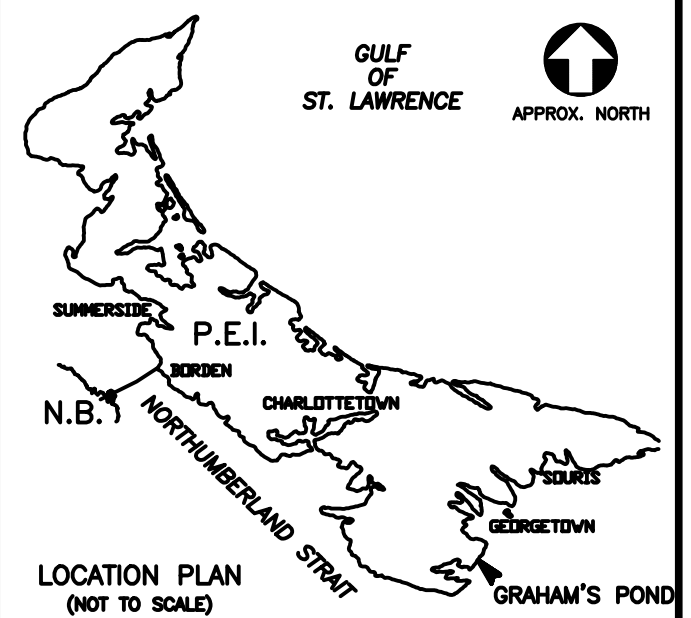 GULF
OF
ST. LAWRENCE
APPROX. NORTH
SUMMERSIDE
P.E.I.
BORDEN
N.B.
CHARLOTTETOWN
NORTHUMBERLAND STRAIT
SOURIS
GEORGETOWN
GRAHAM'S POND
LOCATION PLAN
(NOT TO SCALE)